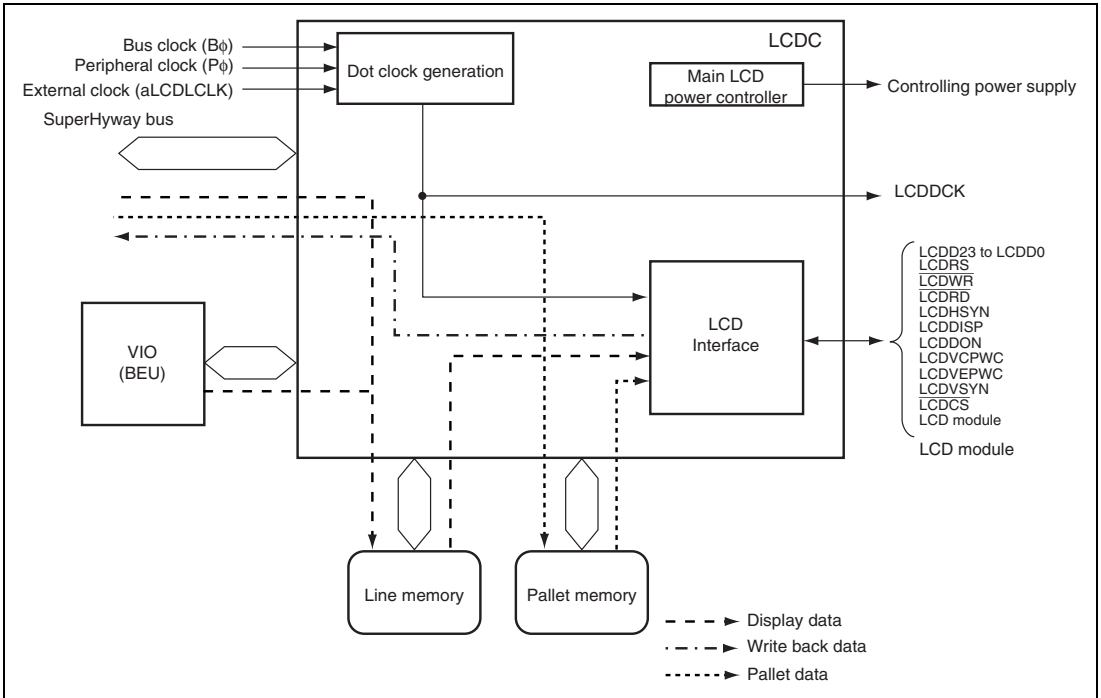 LCDC
Bus clock (Bϕ)
Peripheral clock (Pϕ)
External clock (aLCDLCLK)
SuperHyway bus
Dot clock generation
Main LCD
power controller
Controlling power supply
LCDDCK
LCDD23 to LCDD0
LCDRS
LCDWR
LCDRD
LCDHSYN
LCDDISP
LCDDON
LCDVCPWC
LCDVEPWC
LCDVSYN
LCDCS
LCD module
LCD module
LCD
Interface
VIO
(BEU)
Line memory
Pallet memory
Display data
Write back data
Pallet data